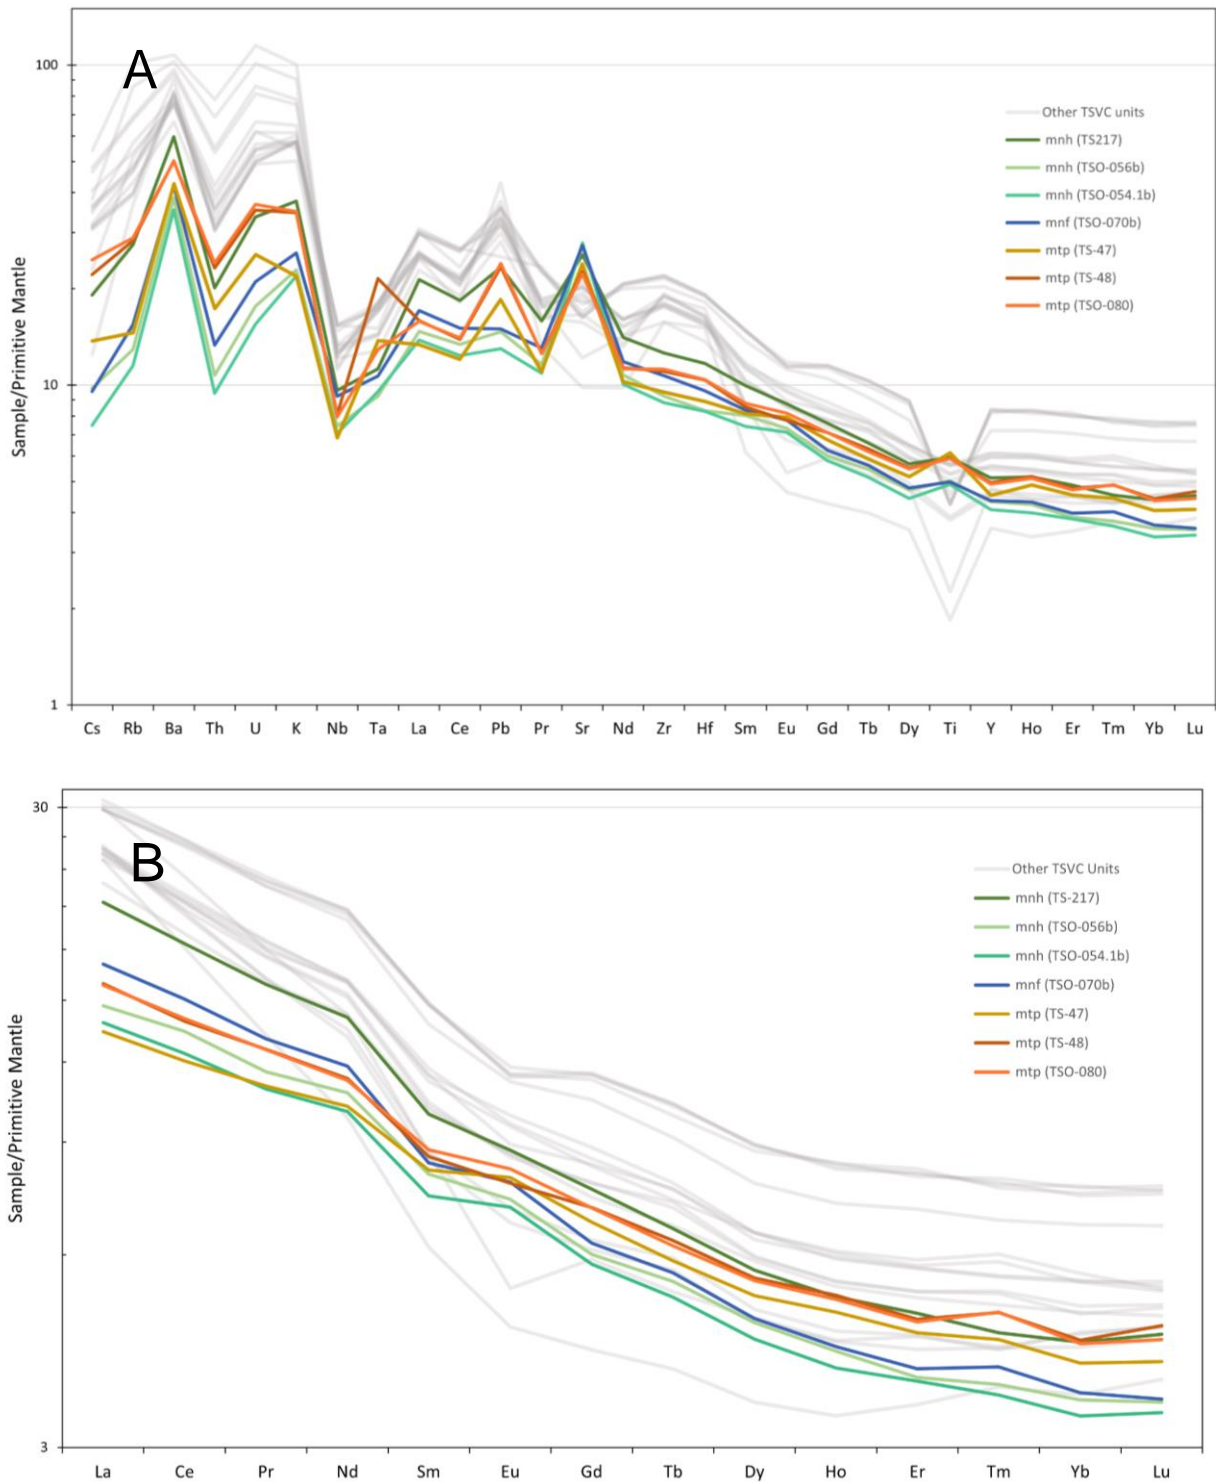 A
100
10
1
Sample/Primitive Mantle
Other TSVC units
mnh (TS217)
mnh (TSO-056b)
mnh (TSO-054.1b)
mnf (TSO-070b)
mtp (TS-47)
mtp (TS-48)
mtp (TSO-080)
Cs Rb Ba Th U K Nb Ta La Ce Pb Pr Sr Nd Zr Hf Sm Eu Gd Tb Dy Ti Y Ho Er Tm Yb Lu
B
30
3
Sample/Primitive Mantle
Other TSVC Units
mnh (TS-217)
mnh (TSO-056b)
mnh (TSO-054.1b)
mnf (TSO-070b)
mtp (TS-47)
mtp (TS-48)
mtp (TSO-080)
La Ce Pr Nd Sm Eu Gd Tb Dy Ho Er Tm Yb Lu